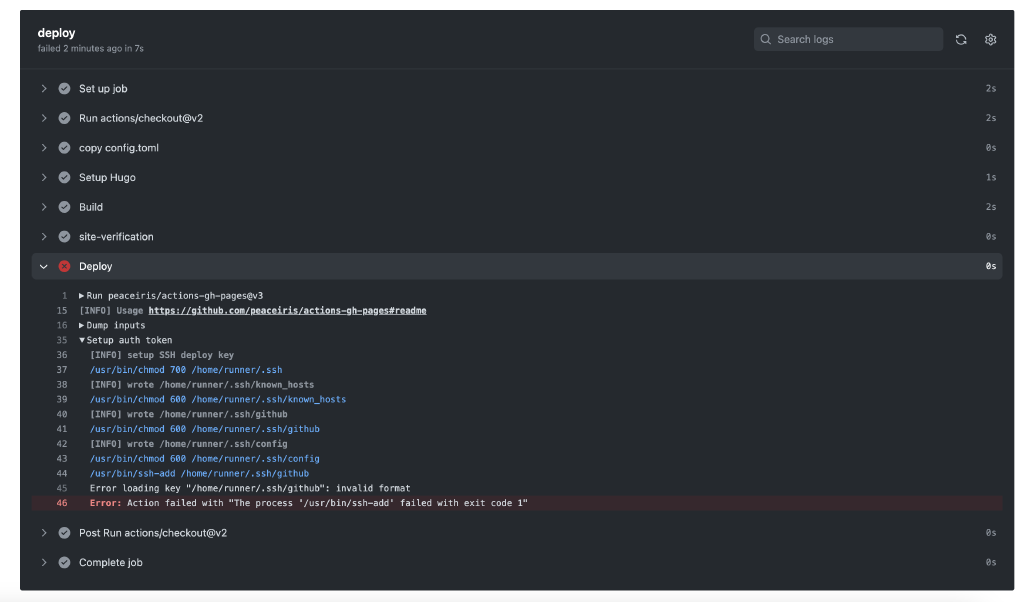 deploy
failed 2 minutes ago in 7s
Search logs
Set up job 2s
Run actions/checkout@v2 2s
copy config.toml 0s
Setup Hugo 1s
Build 2s
site-verification 0s
Deploy 0s
1 Run peaceiris/actions-gh-pages@v3
15 [INFO] Usage https://github.com/peaceiris/actions-gh-pages#readme
16 Dump inputs
35 Setup auth token
36 [INFO] setup SSH deploy key
37 /usr/bin/chmod 700 /home/runner/.ssh
38 [INFO] wrote /home/runner/.ssh/known_hosts
39 /usr/bin/chmod 600 /home/runner/.ssh/known_hosts
40 [INFO] wrote /home/runner/.ssh/github
41 /usr/bin/chmod 600 /home/runner/.ssh/github
42 [INFO] wrote /home/runner/.ssh/config
43 /usr/bin/chmod 600 /home/runner/.ssh/config
44 /usr/bin/ssh-add /home/runner/.ssh/github
45 Error loading key "/home/runner/.ssh/github": invalid format
46 Error: Action failed with "The process '/usr/bin/ssh-add' failed with exit code 1"
Post Run actions/checkout@v2 0s
Complete job 0s